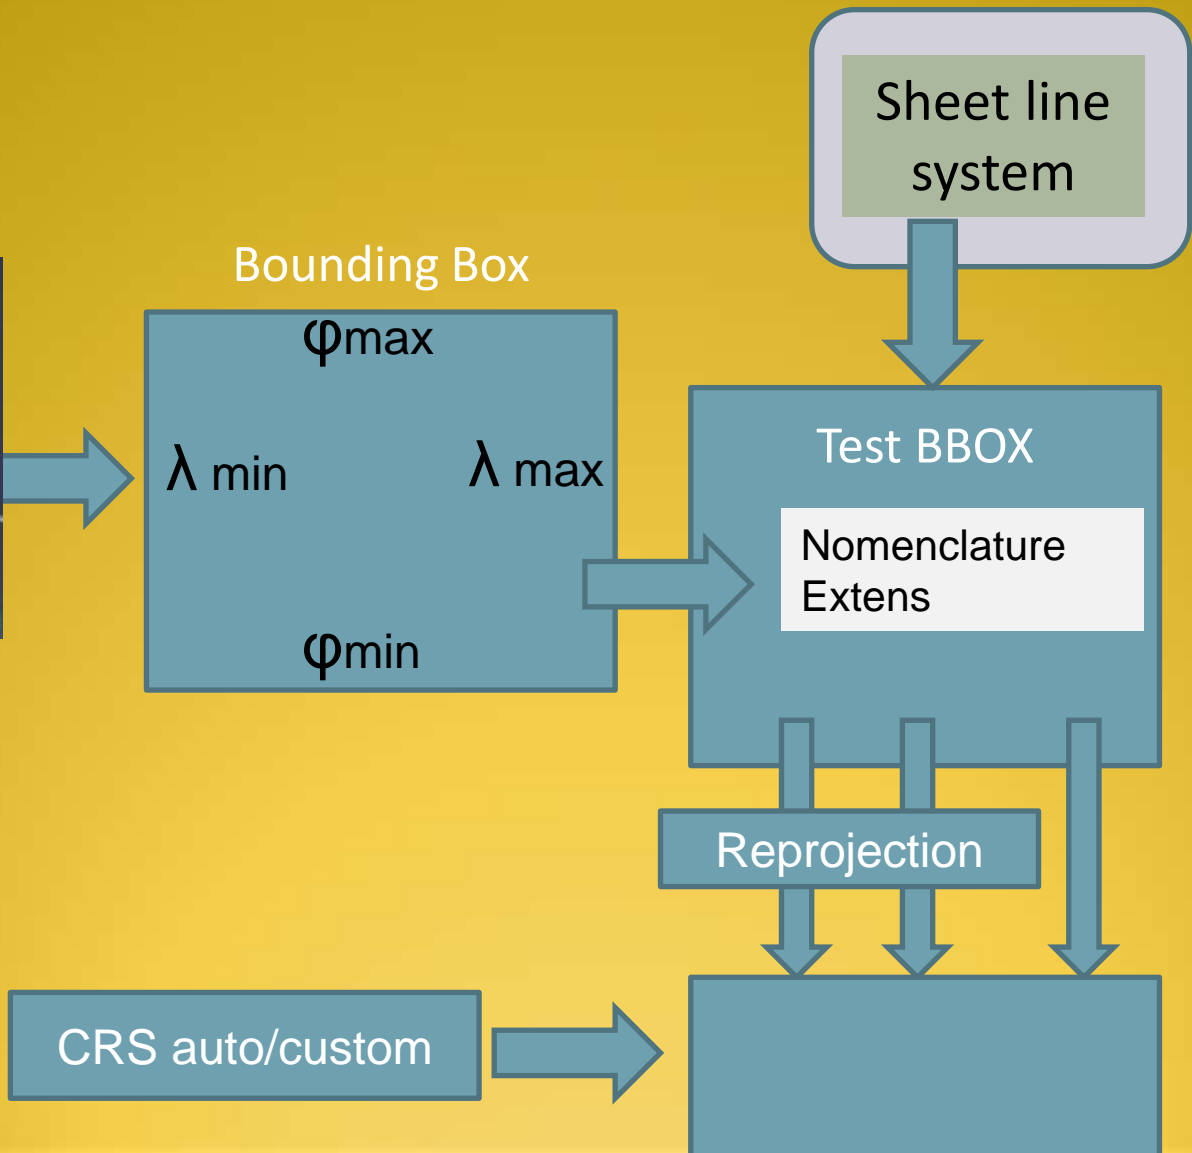 Sheet line
system
Bounding Box
φmax
λ min
λ max
φmin
Test BBOX
Nomenclature
Extens
Reprojection
CRS auto/custom